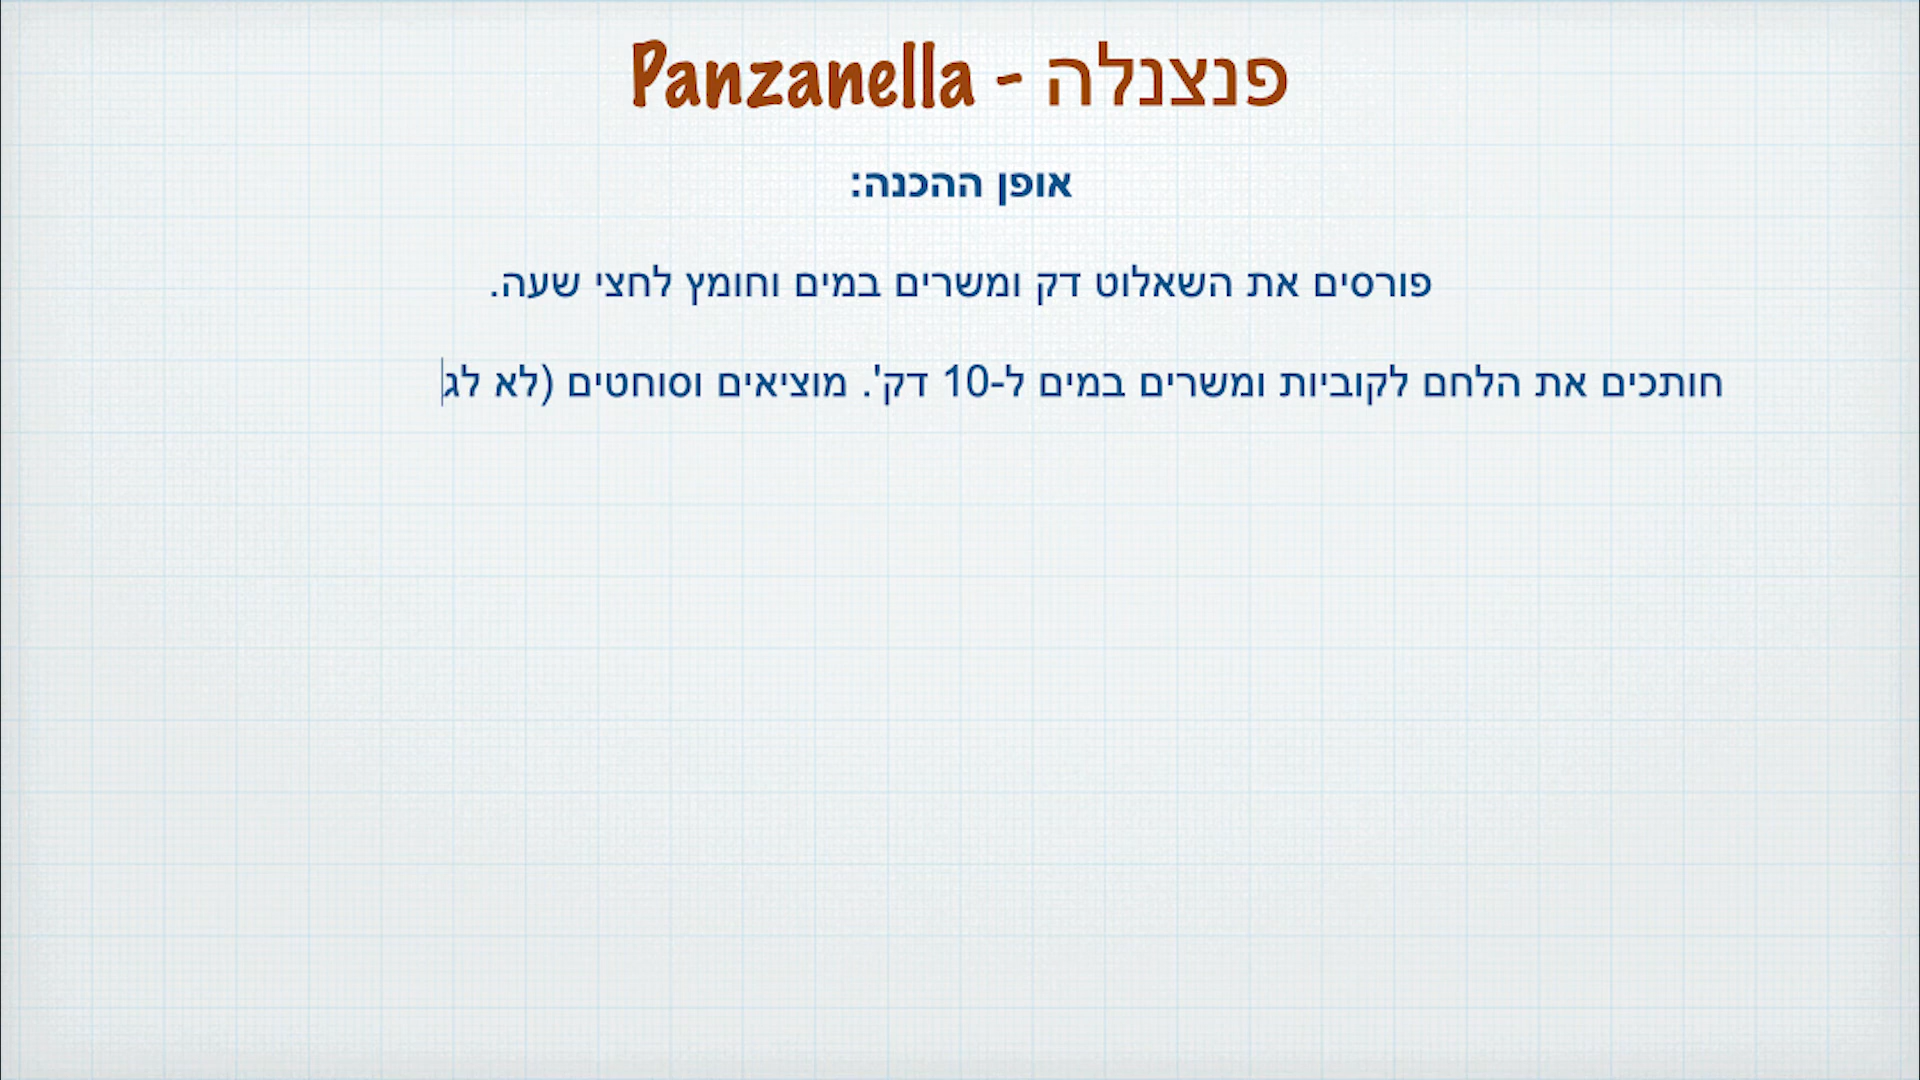 פנצנלה - Panzanella
אופן ההכנה:
פורסים את השאלוט דק ומשרים במים וחומץ לחצי שעה.
חותכים את הלחם לקוביות ומשרים במים ל-10 דק'. מוציאים וסוחטים (לא לג